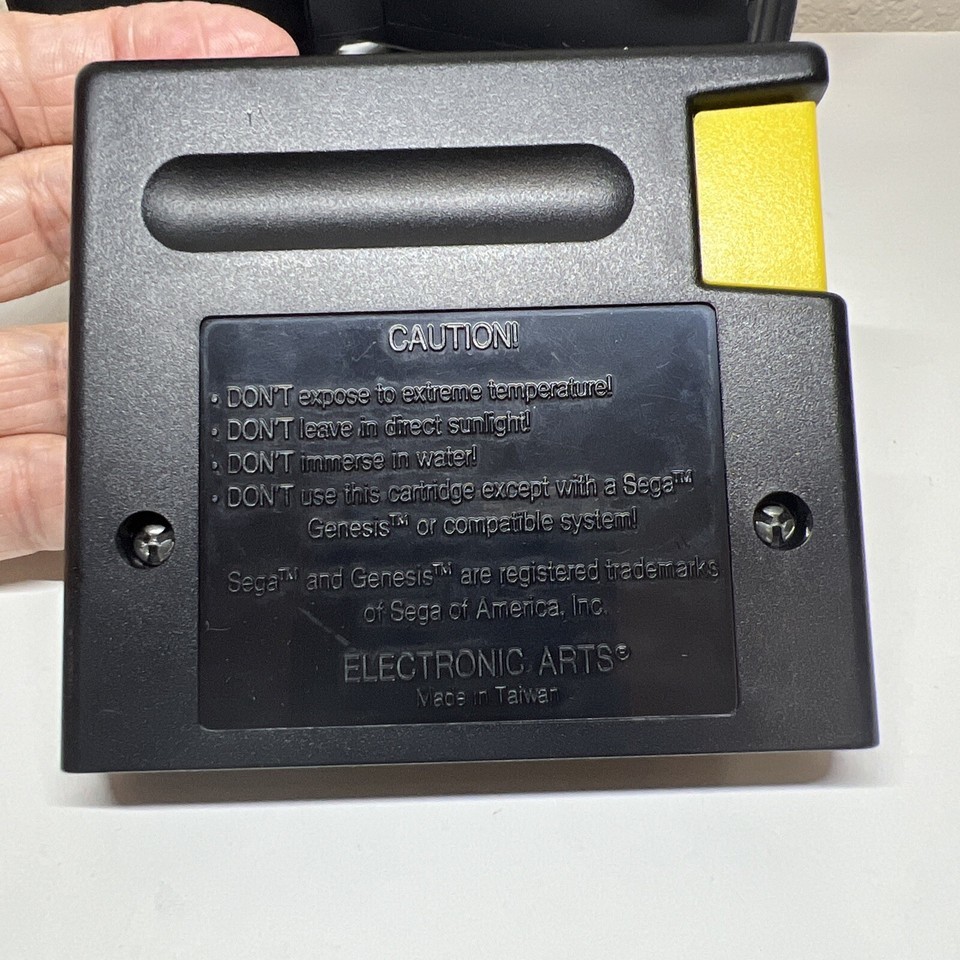 CAUTION!
• DON'T expose to extreme temperature!
• DON'T leave in direct sunlight!
• DON'T immerse in water!
• DON'T use this cartridge except with a Sega™
Genesis™ or compatible system!
Sega™ and Genesis™ are registered trademarks
of Sega of America, Inc.
ELECTRONIC ARTS®
Made in Taiwan